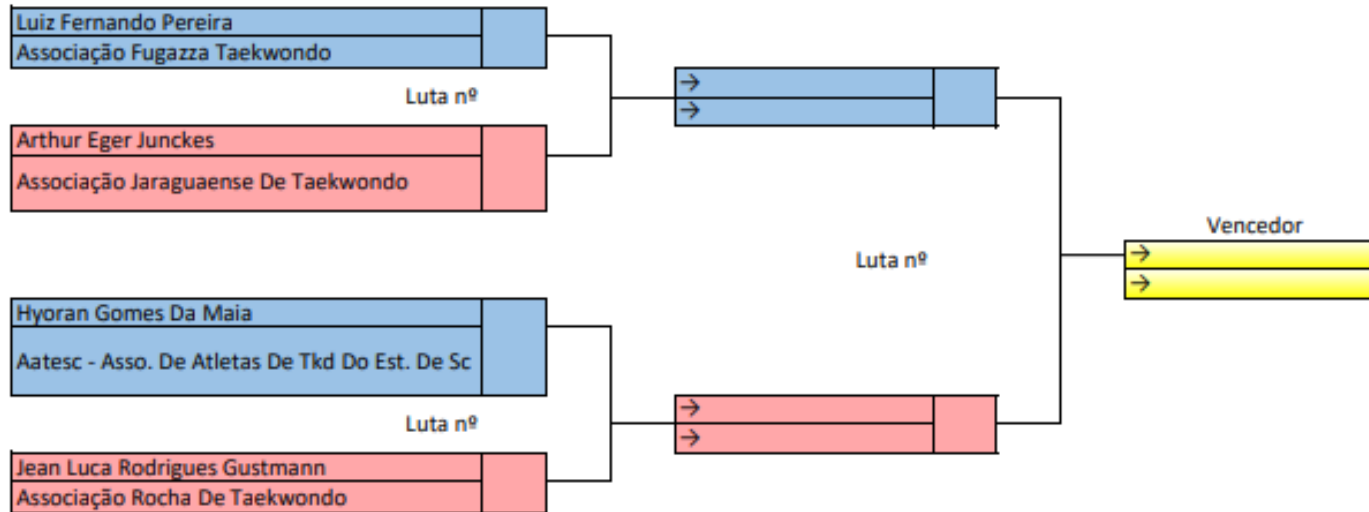 Luiz Fernando Pereira
Associação Fugazza Taekwondo
Luta nº
→
→
Arthur Eger Junckes
Associação Jaraguaense De Taekwondo
Vencedor
Luta nº
→
→
Hyoran Gomes Da Maia
Aatesc - Asso. De Atletas De Tkd Do Est. De Sc
Luta nº
→
→
Jean Luca Rodrigues Gustmann
Associação Rocha De Taekwondo